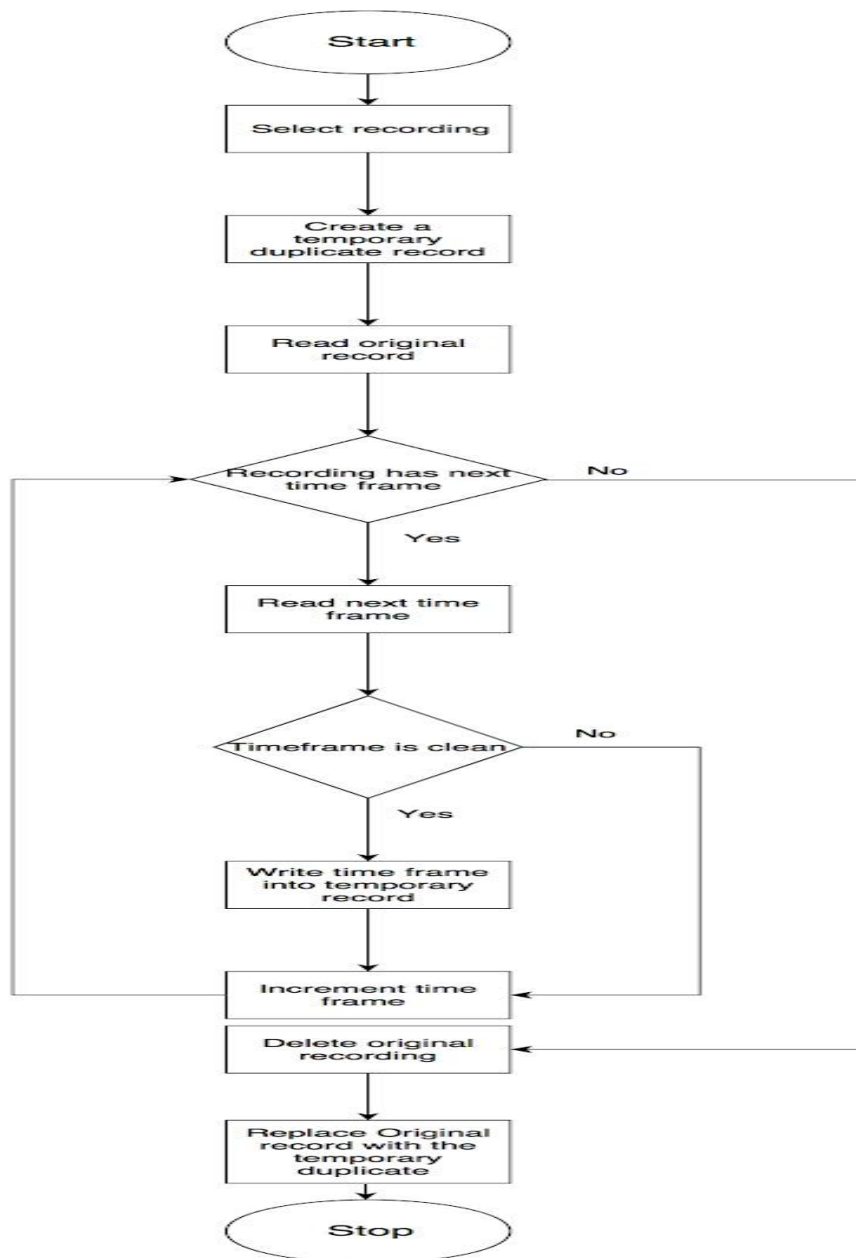 Start
Select recording
Create a
temporary
duplicate record
Read original
record
Recording has next
time frame
No
Yes
Read next time
frame
Timeframe is clean
No
Yes
Write time frame
into temporary
record
Increment time
frame
Delete original
recording
Replace Original
record with the
temporary
duplicate
Stop